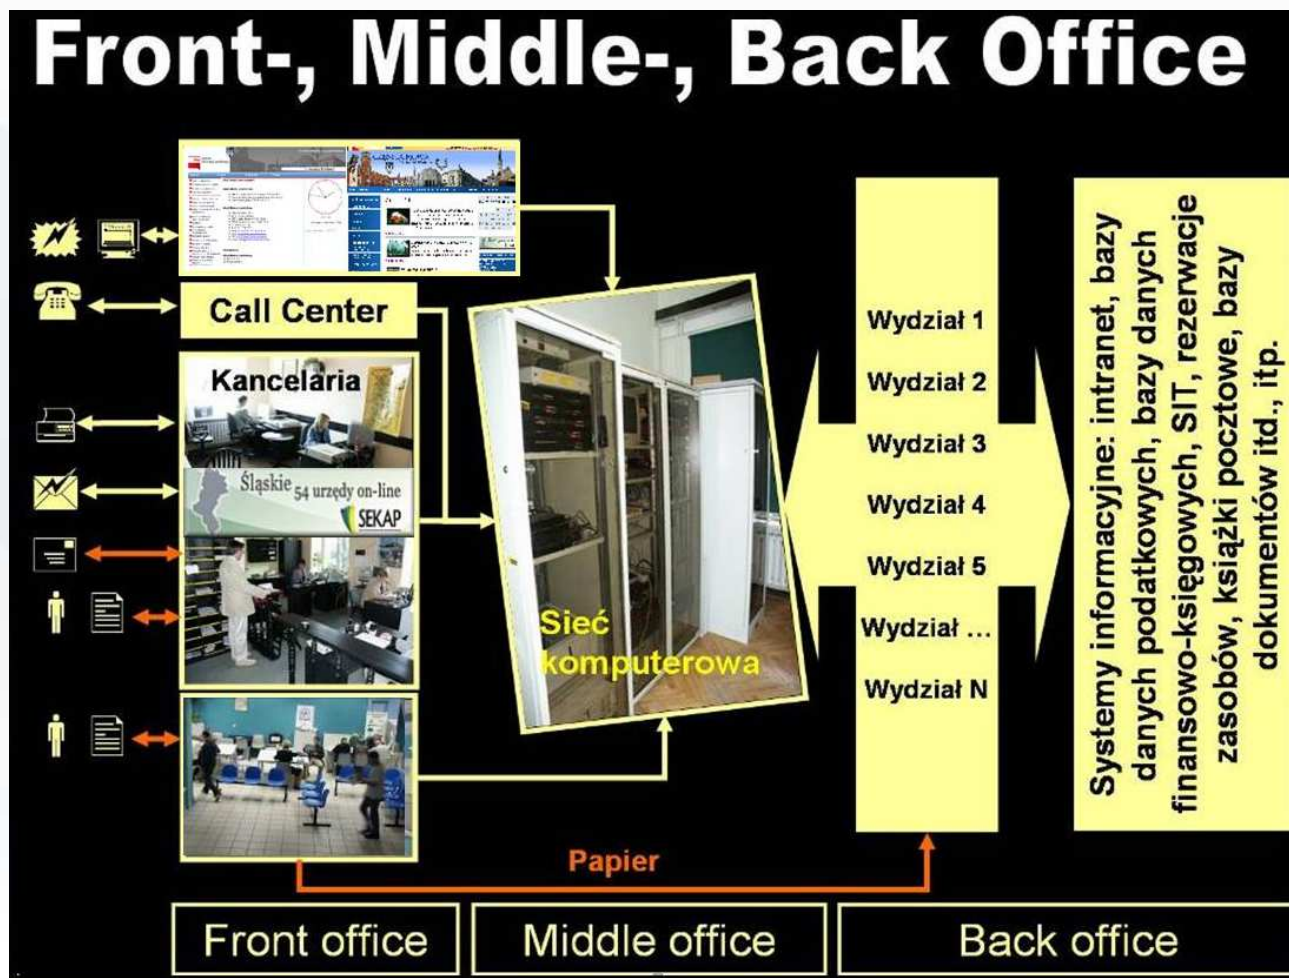 Front-, Middle-, Back Office
Call Center
Kancelaria
Śląskie 54 urzędy on-line
SEKAP
Sieć
komputerowa
Wydział 1
Wydział 2
Wydział 3
Wydział 4
Wydział 5
Wydział ...
Wydział N
Systemy informacyjne: intranet, bazy
danych podatkowych, bazy danych
finansowo-księgowych, SIT, rezerwacje
zasobów, książki pocztowe, bazy
dokumentów itd., itp.
Papier
Front office
Middle office
Back office